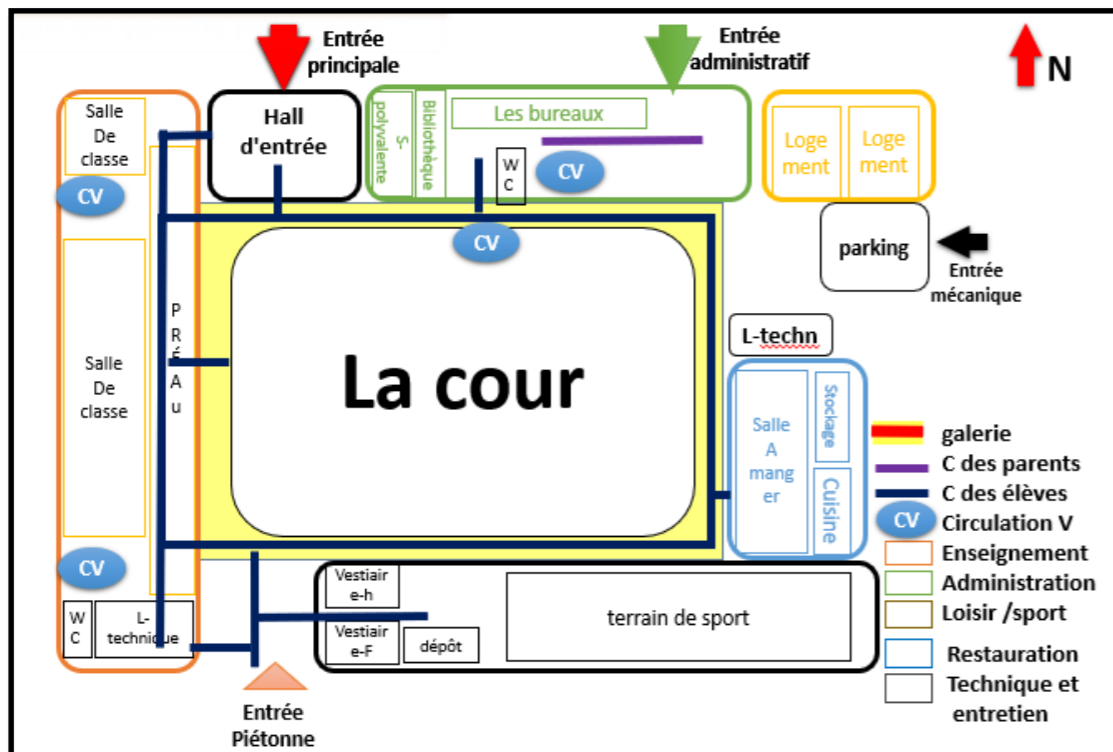 Entrée
principale
Entrée
administratif
N
Salle
De
classe
CV
Hall
d'entrée
S-
polyvalente
Bibliothèque
Les bureaux
W
C
CV
Loge
ment
Loge
ment
parking
Entrée
mécanique
CV
P
R
É
A
u
Salle
De
classe
La cour
L-techn
Salle
A
mang
er
Stockage
Cuisine
CV
W
C
L-
technique
Vestiair
e-h
Vestiair
e-F
dépôt
terrain de sport
Entrée
Piétonne
galerie
C des parents
C des élèves
CV
Circulation V
Enseignement
Administration
Loisir /sport
Restauration
Technique et
entretien